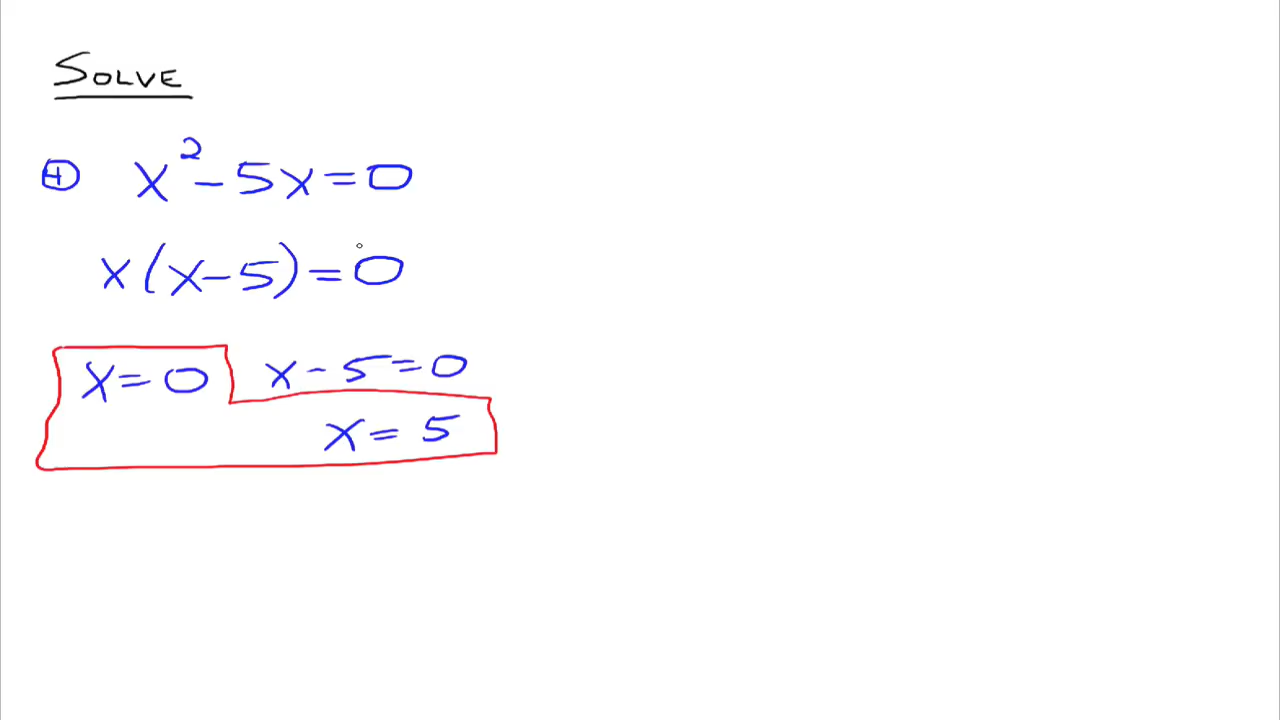 SOLVE
④ x² - 5x = 0
x(x-5) = 0
x = 0 x - 5 = 0
x = 5